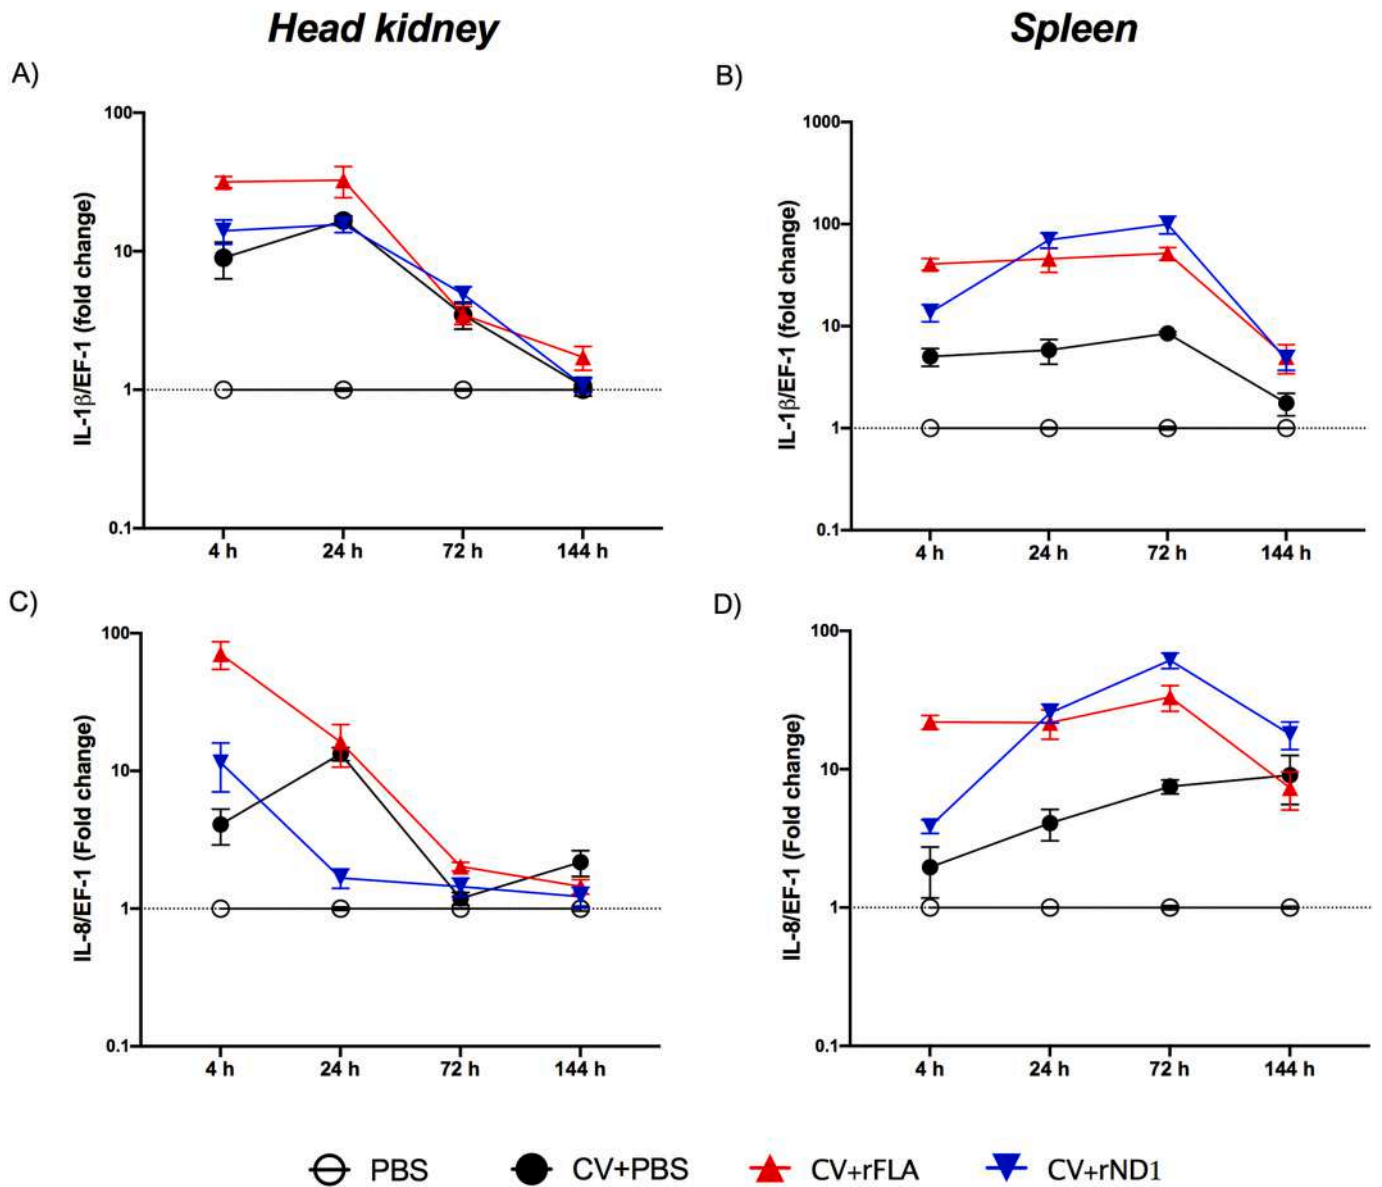 Head kidney
Spleen
A)
B)
IL-1β/EF-1 (fold change)
100
10
1
0.1
4 h 24 h 72 h 144 h
IL-1β/EF-1 (fold change)
1000
100
10
1
0.1
4 h 24 h 72 h 144 h
C)
D)
IL-8/EF-1 (Fold change)
100
10
1
0.1
4 h 24 h 72 h 144 h
IL-8/EF-1 (Fold change)
100
10
1
0.1
4 h 24 h 72 h 144 h
PBS CV+PBS CV+rFLA CV+rND1